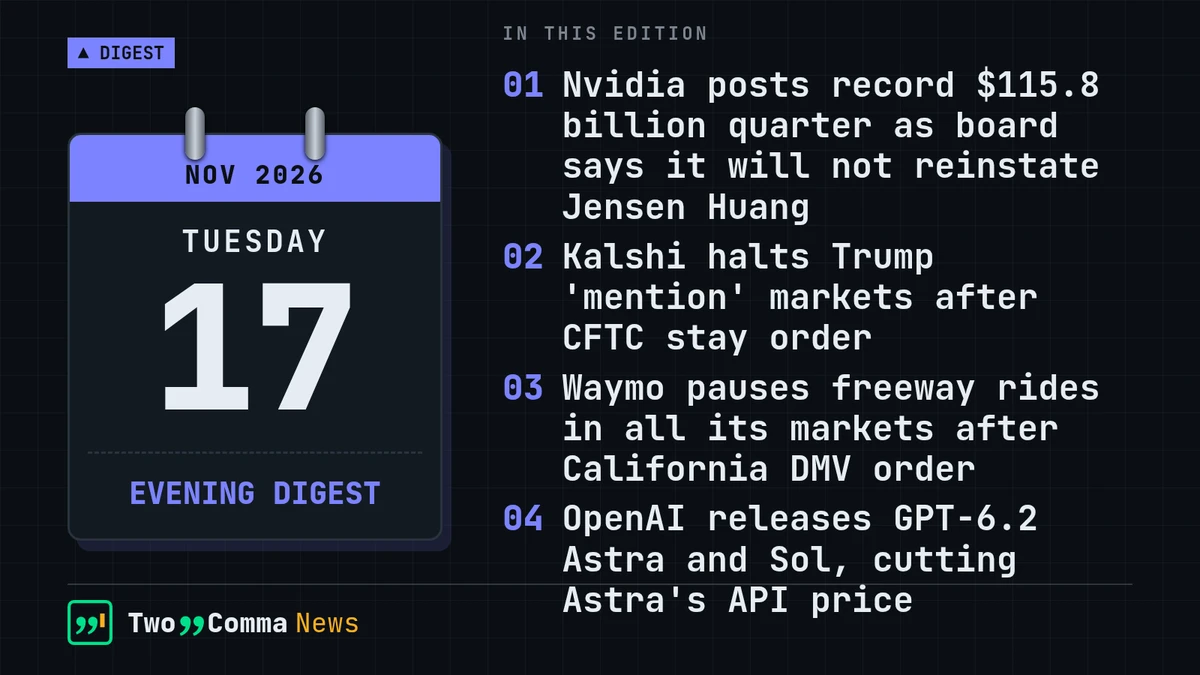 ▲ DIGEST
NOV 2026
TUESDAY
17
EVENING DIGEST
IN THIS EDITION
01 Nvidia posts record $115.8
billion quarter as board
says it will not reinstate
Jensen Huang
02 Kalshi halts Trump
'mention' markets after
CFTC stay order
03 Waymo pauses freeway rides
in all its markets after
California DMV order
04 OpenAI releases GPT-6.2
Astra and Sol, cutting
Astra's API price
Two,,Comma News